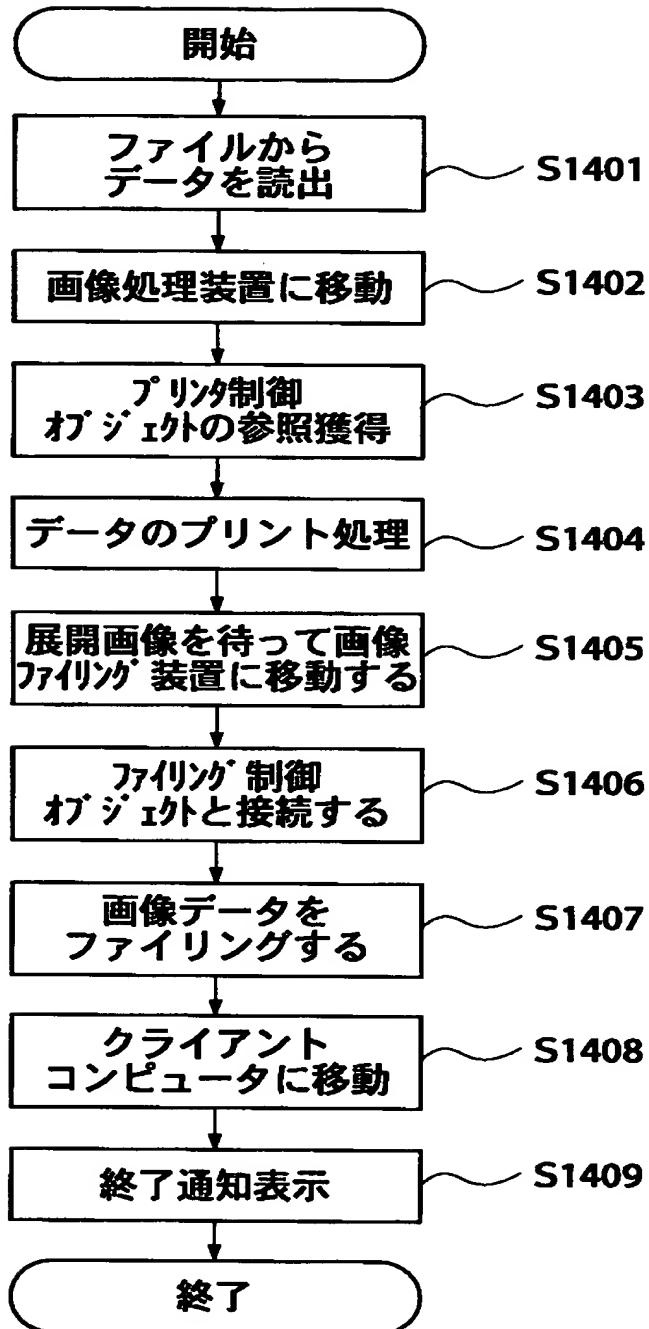 開始
ファイルから
データを読出
S1401
画像処理装置に移動
S1402
プリンタ制御
オブジェクトの参照獲得
S1403
データのプリント処理
S1404
展開画像を待って画像
ファイリング装置に移動する
S1405
ファイリング制御
オブジェクトと接続する
S1406
画像データを
ファイリングする
S1407
クライアント
コンピュータに移動
S1408
終了通知表示
S1409
終了